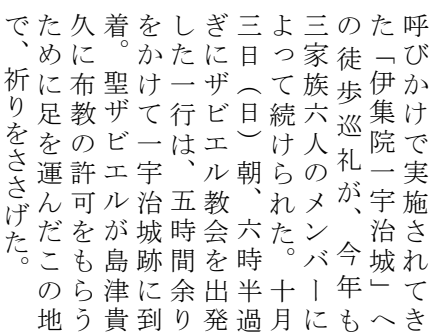 呼びかけで実施されてき
た「伊集院一宇治城」へ
の徒歩巡礼が、今年も
三家族六人のメンバーに
よって続けられた。十月
三日（日）朝、六時半過
ぎにザビエル教会を出発
した一行は、五時間余り
をかけて一宇治城跡に到
着。聖ザビエルが島津貴
久に布教の許可をもらう
ために足を運んだこの地
で、祈りをささげた。